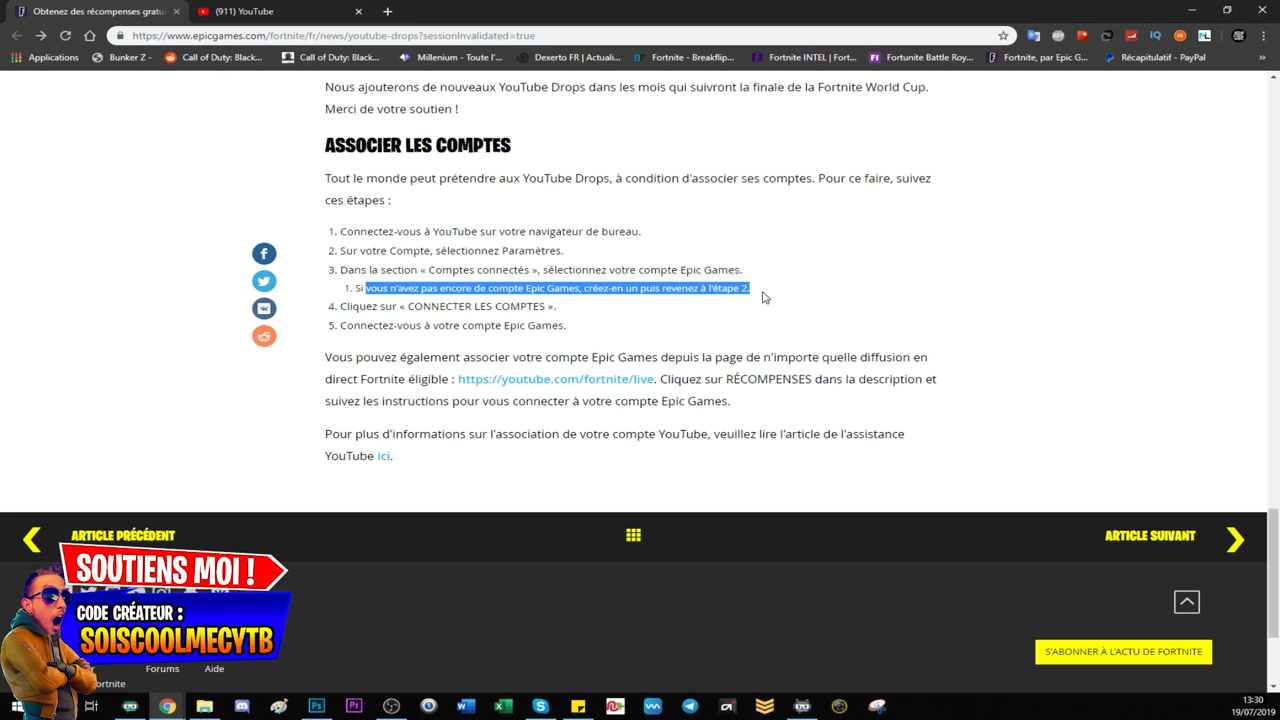 Obtenez des récompenses gratu
(911) YouTube
https://www.epicgames.com/fortnite/fr/news/youtube-drops?sessionInvalidated=true
Applications
Bunker Z -
Call of Duty: Black...
Call of Duty: Black...
Millenium - Toute l'...
Dexerto FR | Actuali...
Fortnite - Breakflip...
Fortnite INTEL | Fort...
Fortunite Battle Roy...
Fortnite, par Epic G...
Récapitulatif - PayPal
»
Nous ajouterons de nouveaux YouTube Drops dans les mois qui suivront la finale de la Fortnite World Cup.
Merci de votre soutien !
ASSOCIER LES COMPTES
Tout le monde peut prétendre aux YouTube Drops, à condition d'associer ses comptes. Pour ce faire, suivez
ces étapes :
1. Connectez-vous à YouTube sur votre navigateur de bureau.
2. Sur votre Compte, sélectionnez Paramètres.
3. Dans la section « Comptes connectés », sélectionnez votre compte Epic Games.
1. Si vous n'avez pas encore de compte Epic Games, créez-en un puis revenez à l'étape 2.
4. Cliquez sur « CONNECTER LES COMPTES ».
5. Connectez-vous à votre compte Epic Games.
Vous pouvez également associer votre compte Epic Games depuis la page de n'importe quelle diffusion en
direct Fortnite éligible : https://youtube.com/fortnite/live. Cliquez sur RÉCOMPENSES dans la description et
suivez les instructions pour vous connecter à votre compte Epic Games.
Pour plus d'informations sur l'association de votre compte YouTube, veuillez lire l'article de l'assistance
YouTube ici.
ARTICLE PRÉCÉDENT
ARTICLE SUIVANT
SOUTIENS MOI !
CODE CRÉATEUR :
SOISCOOLMECYTB
S'ABONNER À L'ACTU DE FORTNITE
Forums
Aide
ortnite
13:30
19/07/2019